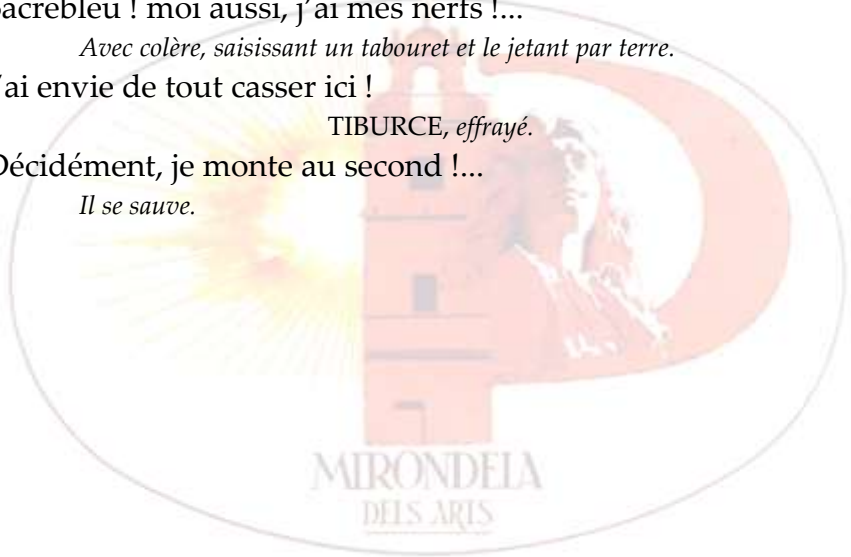 sacrebleu ! moi aussi, j'ai mes nerfs !...
Avec colère, saisissant un tabouret et le jetant par terre.
'ai envie de tout casser ici !
TIBURCE, effrayé.
Décidément, je monte au second !...
Il se sauve.
MIRONDELA
DELS ARTS